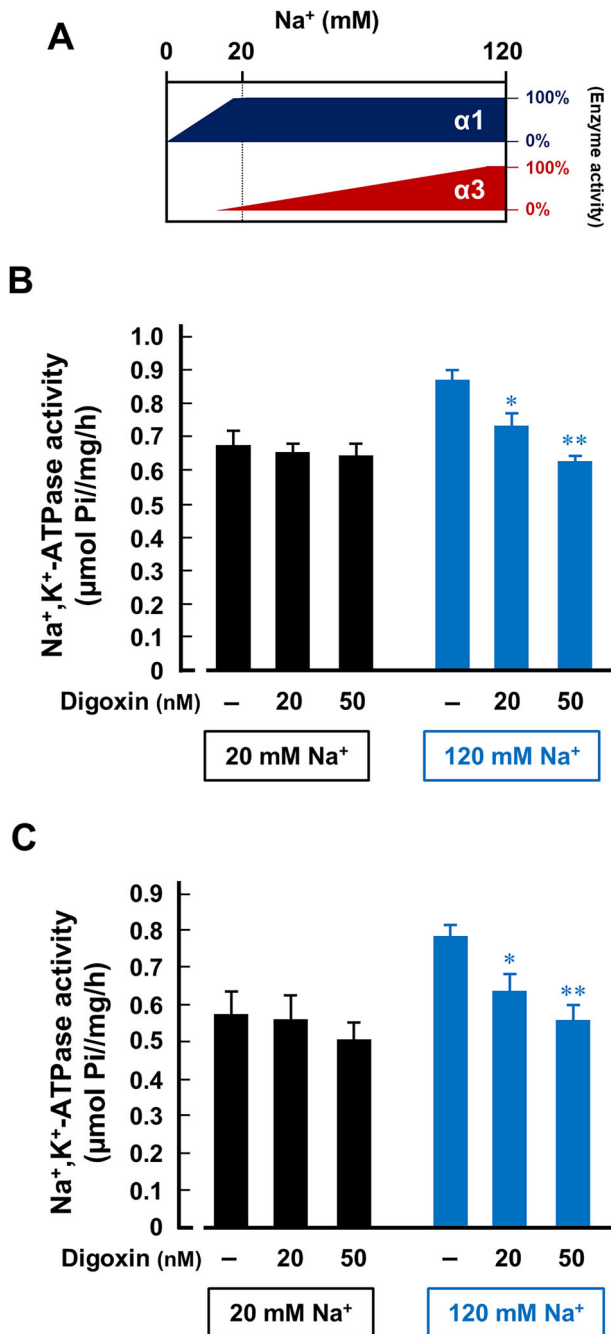 A
Na⁺ (mM)
0 20 120
α1
100%
0%
α3
100%
0%
(Enzyme activity)
B
Na⁺,K⁺-ATPase activity
(μmol Pi//mg/h)
1.0
0.9
0.8
0.7
0.6
0.5
0.4
0.3
0.2
0.1
0
*
**
Digoxin (nM) – 20 50 – 20 50
20 mM Na⁺ 120 mM Na⁺
C
Na⁺,K⁺-ATPase activity
(μmol Pi//mg/h)
0.9
0.8
0.7
0.6
0.5
0.4
0.3
0.2
0.1
0
*
**
Digoxin (nM) – 20 50 – 20 50
20 mM Na⁺ 120 mM Na⁺